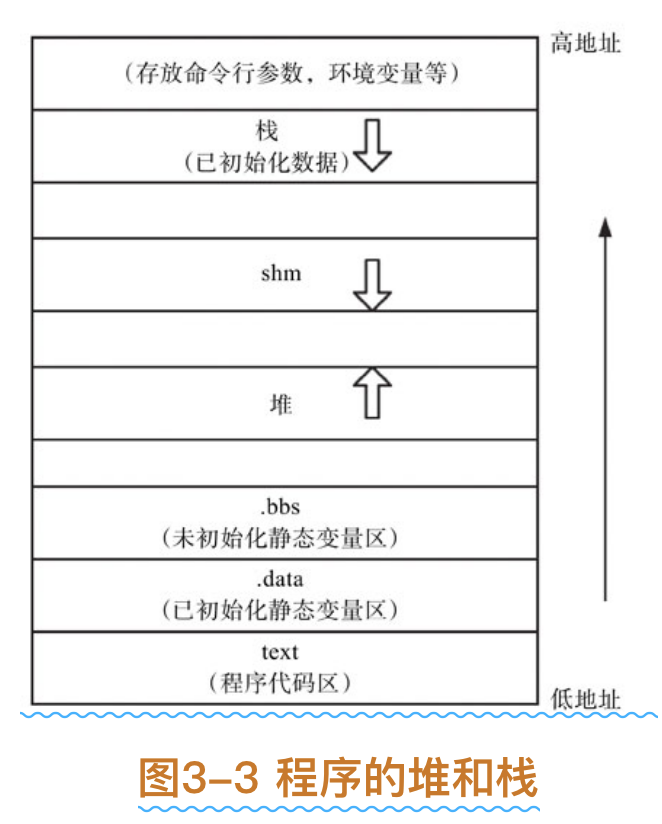 高地址
(存放命令行参数，环境变量等)
栈
(已初始化数据)
shm
堆
.bbs
(未初始化静态变量区)
.data
(已初始化静态变量区)
text
(程序代码区)
低地址
图3-3 程序的堆和栈